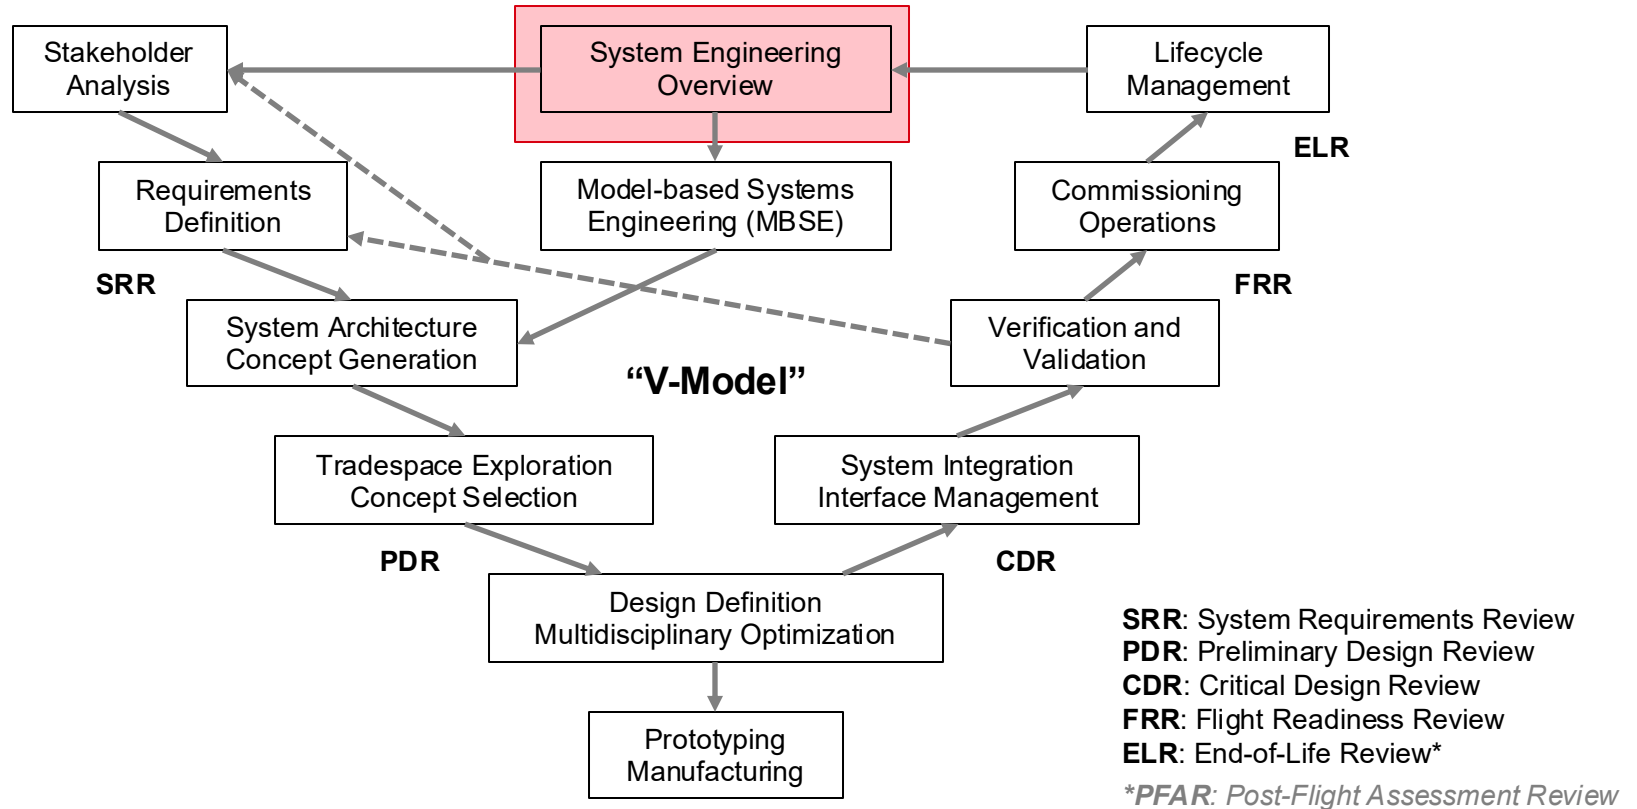 Stakeholder
Analysis
System Engineering
Overview
Lifecycle
Management
ELR
Requirements
Definition
Model-based Systems
Engineering (MBSE)
Commissioning
Operations
SRR
FRR
System Architecture
Concept Generation
Verification and
Validation
“V-Model”
Tradespace Exploration
Concept Selection
System Integration
Interface Management
PDR
CDR
Design Definition
Multidisciplinary Optimization
Prototyping
Manufacturing
SRR: System Requirements Review
PDR: Preliminary Design Review
CDR: Critical Design Review
FRR: Flight Readiness Review
ELR: End-of-Life Review*
*PFAR: Post-Flight Assessment Review